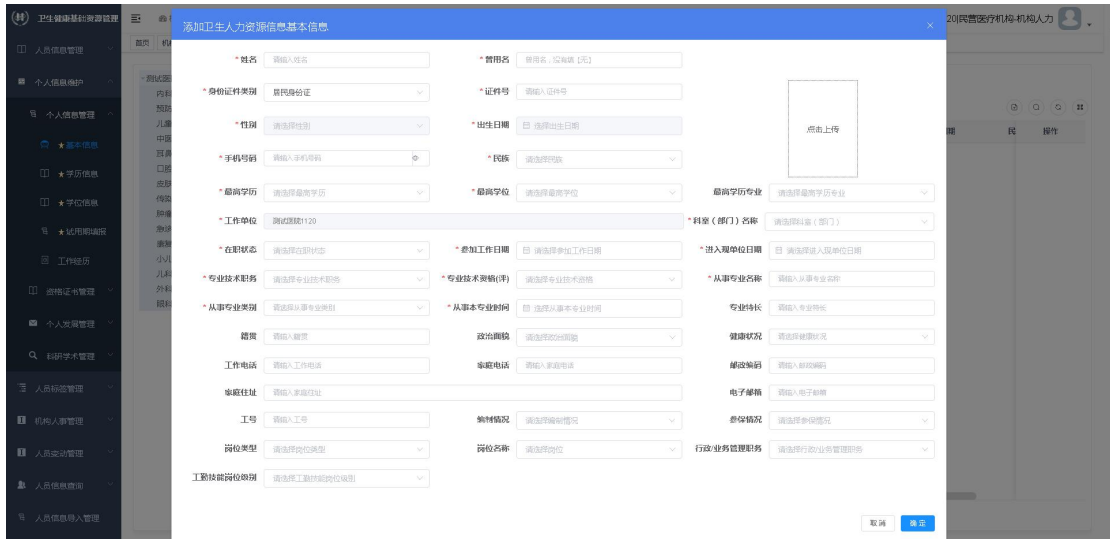 卫生健康基础资源管理
20|民营医疗机构-机构人力
首页
人员信息管理
个人信息维护
个人信息管理
★基本信息
★学历信息
★学位信息
★试用期填报
工作经历
资格证书管理
个人发展管理
科研学术管理
人员标签管理
机构人事管理
人员变动管理
人员信息查询
人员信息导入管理
操作
添加卫生人力资源信息基本信息
×
*姓名 请输入姓名 *曾用名 曾用名，没有填【无】
*身份证件类别 居民身份证 *证件号 请输入证件号
*性别 请选择性别 *出生日期 选择出生日期
点击上传
*手机号码 请输入手机号码 *民族 请选择民族
*最高学历 请选择最高学历 *最高学位 请选择最高学位 最高学历专业 请选择最高学历专业
*工作单位 测试医院1120 *科室（部门）名称 请选择科室（部门）
*在职状态 请选择在职状态 *参加工作日期 请选择参加工作日期 *进入现单位日期 请选择进入现单位日期
*专业技术职务 请选择专业技术职务 *专业技术资格(评) 请选择专业技术资格 *从事专业名称 请输入从事专业名称
*从事专业类别 请选择从事专业类别 *从事本专业时间 选择从事本专业时间 专业特长 请输入专业特长
籍贯 请输入籍贯 政治面貌 请选择政治面貌 健康状况 请选择健康状况
工作电话 请输入工作电话 家庭电话 请输入家庭电话 邮政编码 请输入邮政编码
家庭住址 请输入家庭住址 电子邮箱 请输入电子邮箱
工号 请输入工号 编制情况 请选择编制情况 参保情况 请选择参保情况
岗位类型 请选择岗位类型 岗位名称 请选择岗位 行政/业务管理职务 请选择行政/业务管理职务
工勤技能岗位级别 请选择工勤技能岗位级别
取消 确定